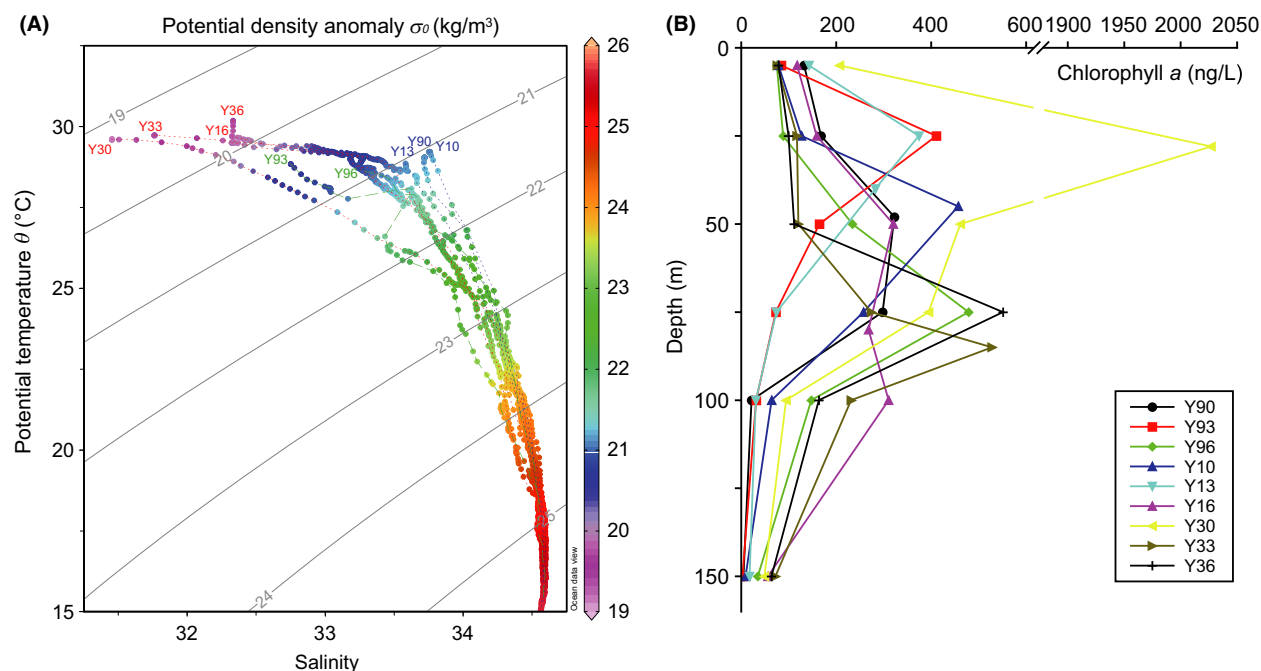 (A)
Potential density anomaly σ₀ (kg/m³)
30
25
20
15
Potential temperature θ (°C)
32
33
34
Salinity
19
20
21
22
23
24
25
Y30
Y33
Y16
Y36
Y93
Y96
Y13
Y90
Y10
Ocean data view
26
25
24
23
22
21
20
19
(B)
0
200
400
600
1900
1950
2000
2050
Chlorophyll a (ng/L)
0
50
100
150
Depth (m)
Y90
Y93
Y96
Y10
Y13
Y16
Y30
Y33
Y36